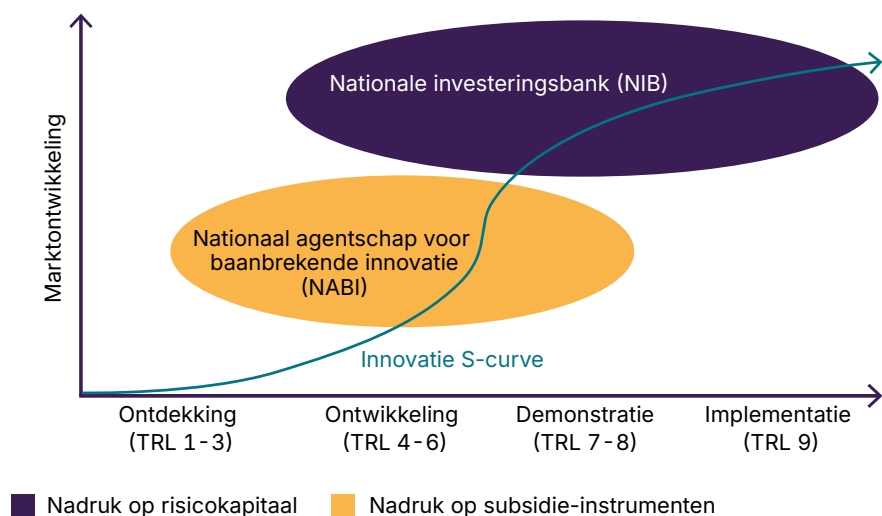 Marktontwikkeling
Nationale investeringsbank (NIB)
Nationaal agentschap voor
baanbrekende innovatie
(NABI)
Innovatie S-curve
Ontdekking
(TRL 1-3)
Ontwikkeling
(TRL 4-6)
Demonstratie
(TRL 7-8)
Implementatie
(TRL 9)
Nadruk op risicokapitaal
Nadruk op subsidie-instrumenten